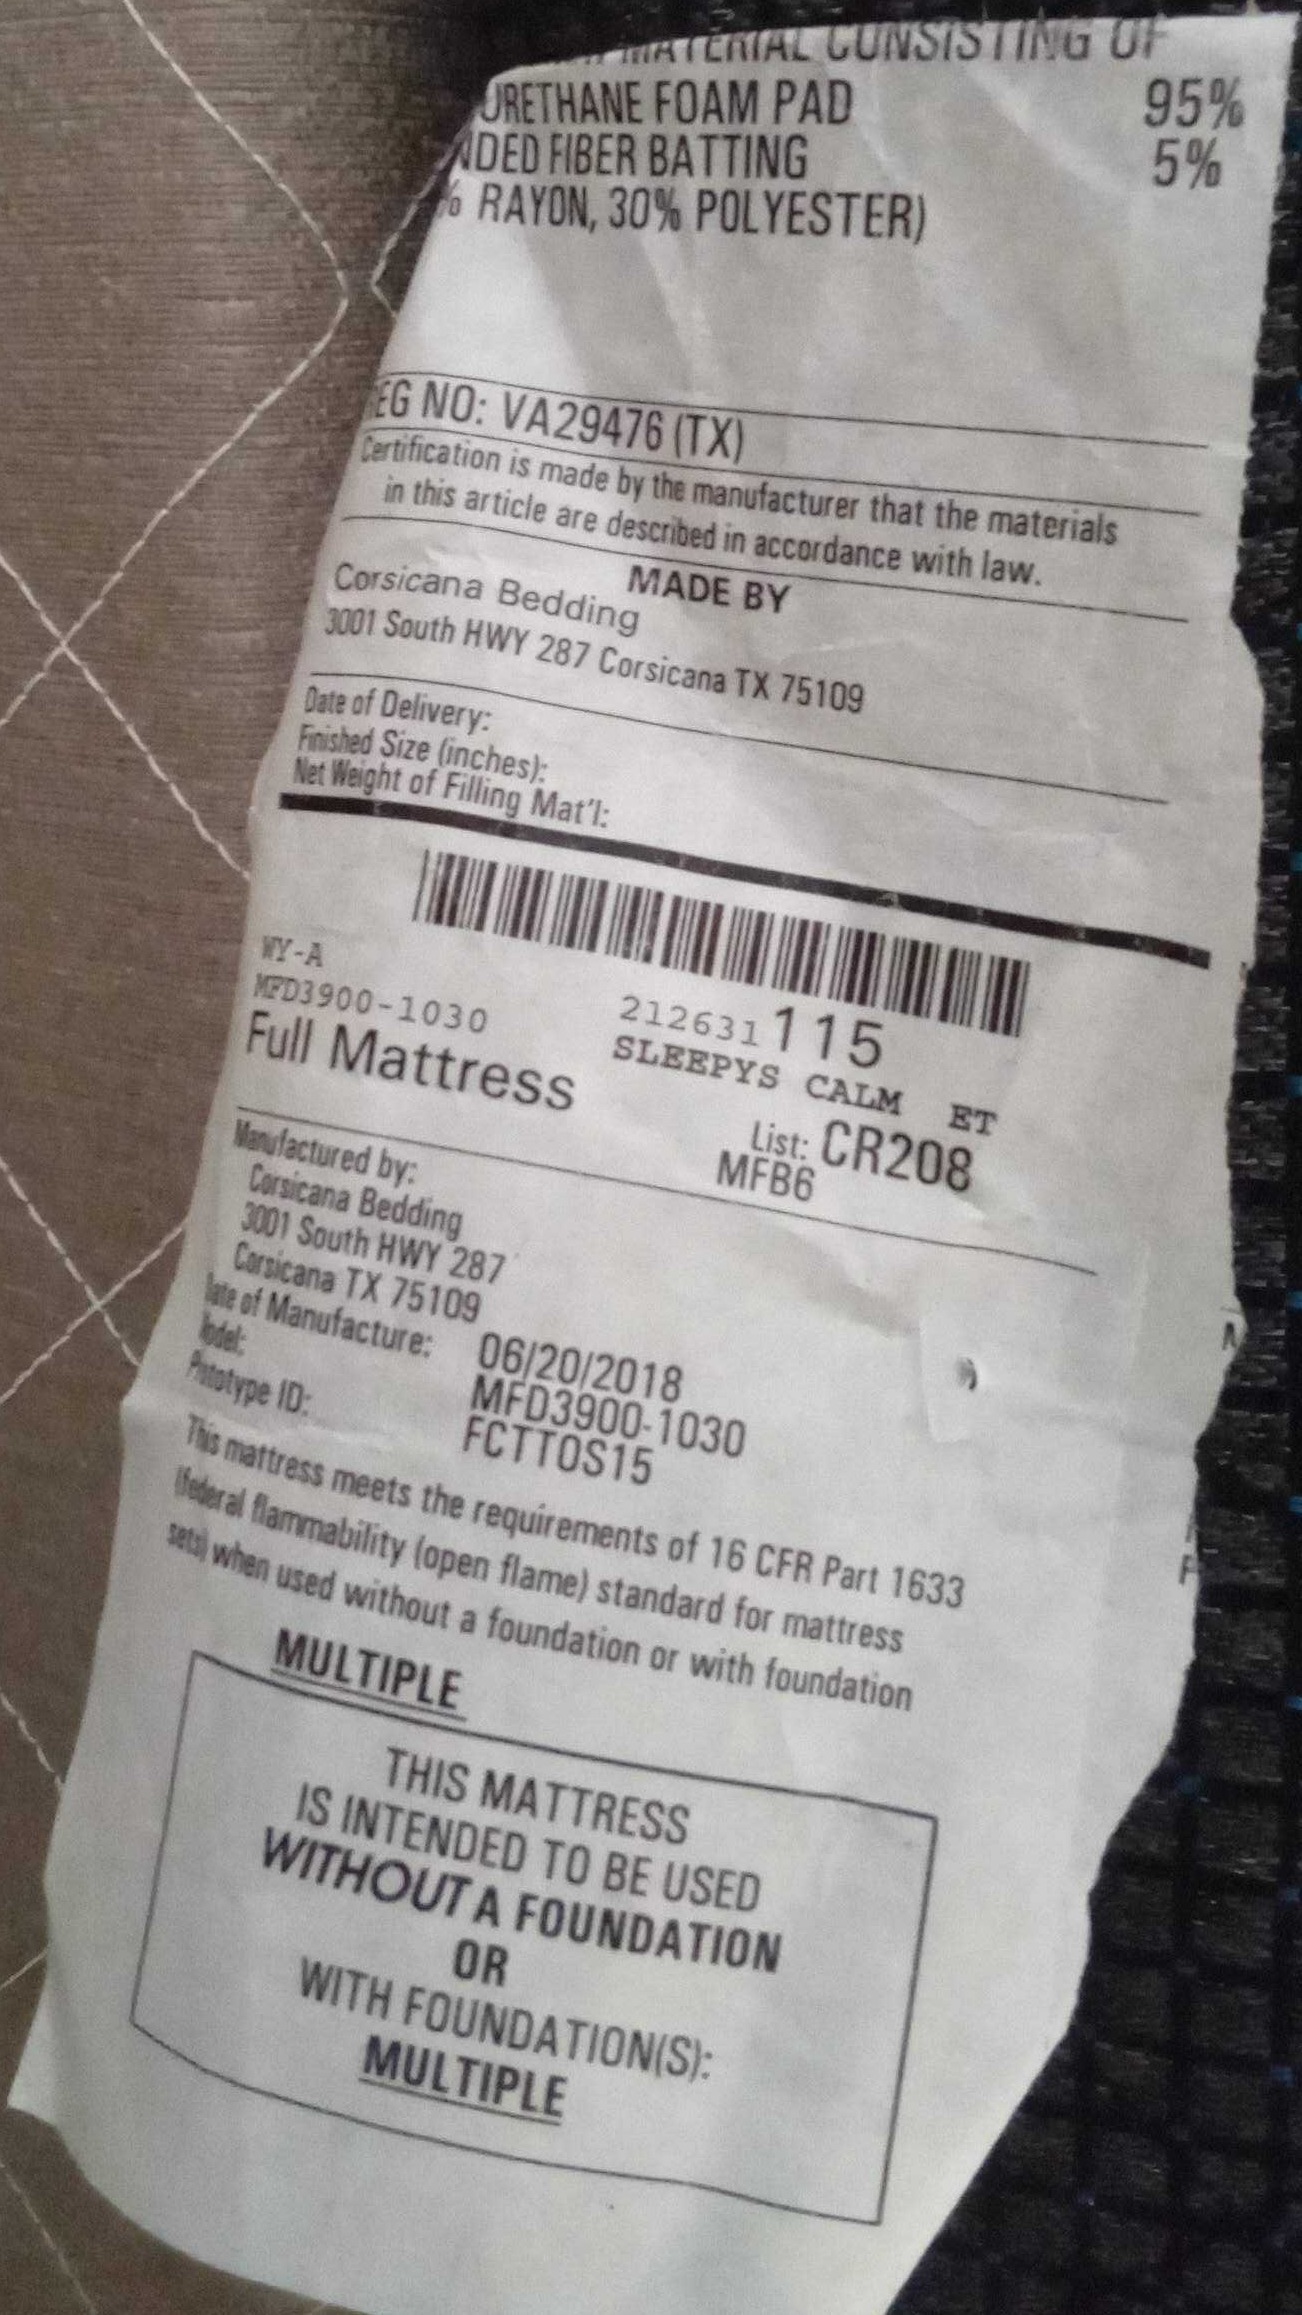 MATERIAL CONSISTING OF
URETHANE FOAM PAD 95%
NDED FIBER BATTING 5%
% RAYON, 30% POLYESTER)
EG NO: VA29476 (TX)
Certification is made by the manufacturer that the materials
in this article are described in accordance with law.
MADE BY
Corsicana Bedding
3001 South HWY 287 Corsicana TX 75109
Date of Delivery:
Finished Size (inches):
Net Weight of Filling Mat'l:
WY-A
MFD3900-1030 212631115
Full Mattress SLEEPYS CALM ET
List: CR208
MFB6
Manufactured by:
Corsicana Bedding
3001 South HWY 287
Corsicana TX 75109
Date of Manufacture: 06/20/2018
Model: MFD3900-1030
Prototype ID: FCTTOS15
This mattress meets the requirements of 16 CFR Part 1633
(federal flammability (open flame) standard for mattress
sets) when used without a foundation or with foundation
MULTIPLE
THIS MATTRESS
IS INTENDED TO BE USED
WITHOUT A FOUNDATION
OR
WITH FOUNDATION(S):
MULTIPLE